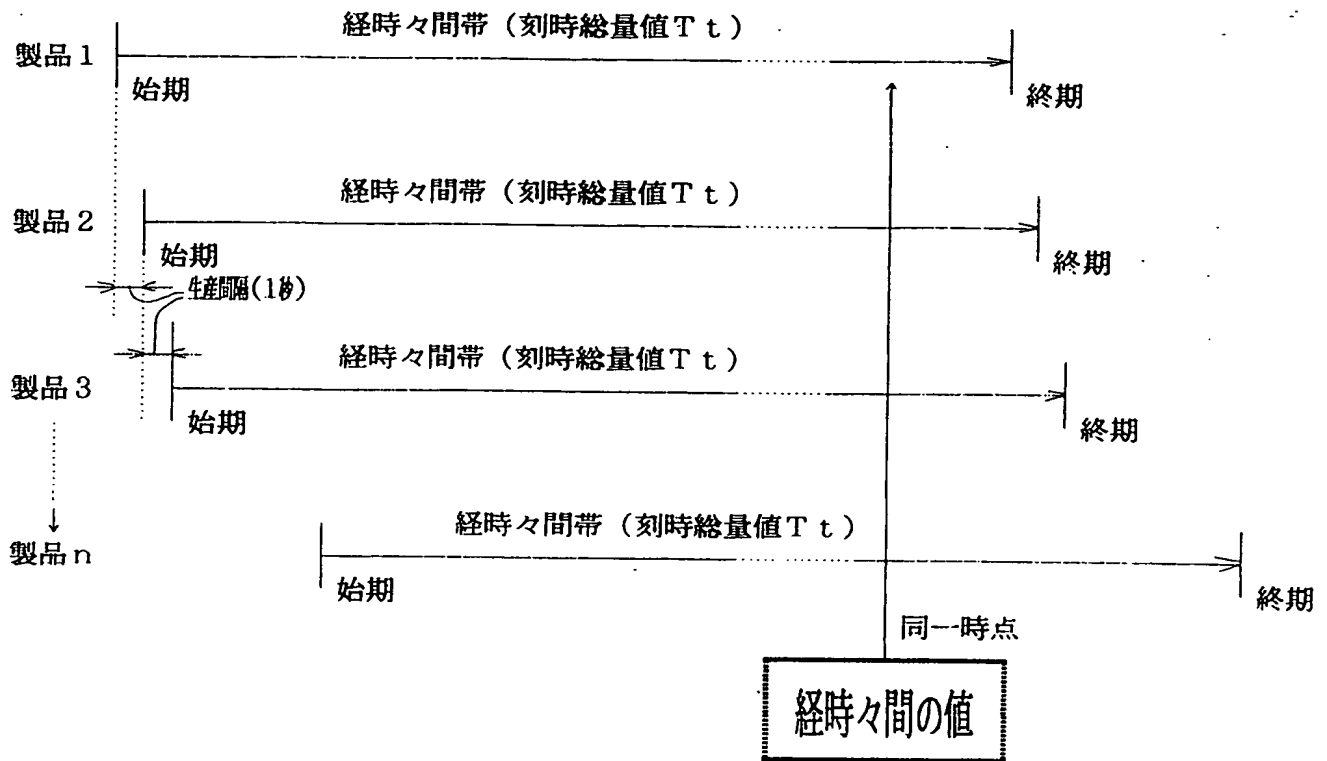 経時々間帯（刻時総量値Ｔｔ）
製品１
始期
終期
経時々間帯（刻時総量値Ｔｔ）
製品２
始期
終期
生産間隔(1秒)
経時々間帯（刻時総量値Ｔｔ）
製品３
始期
終期
経時々間帯（刻時総量値Ｔｔ）
製品ｎ
始期
終期
同一時点
経時々間の値